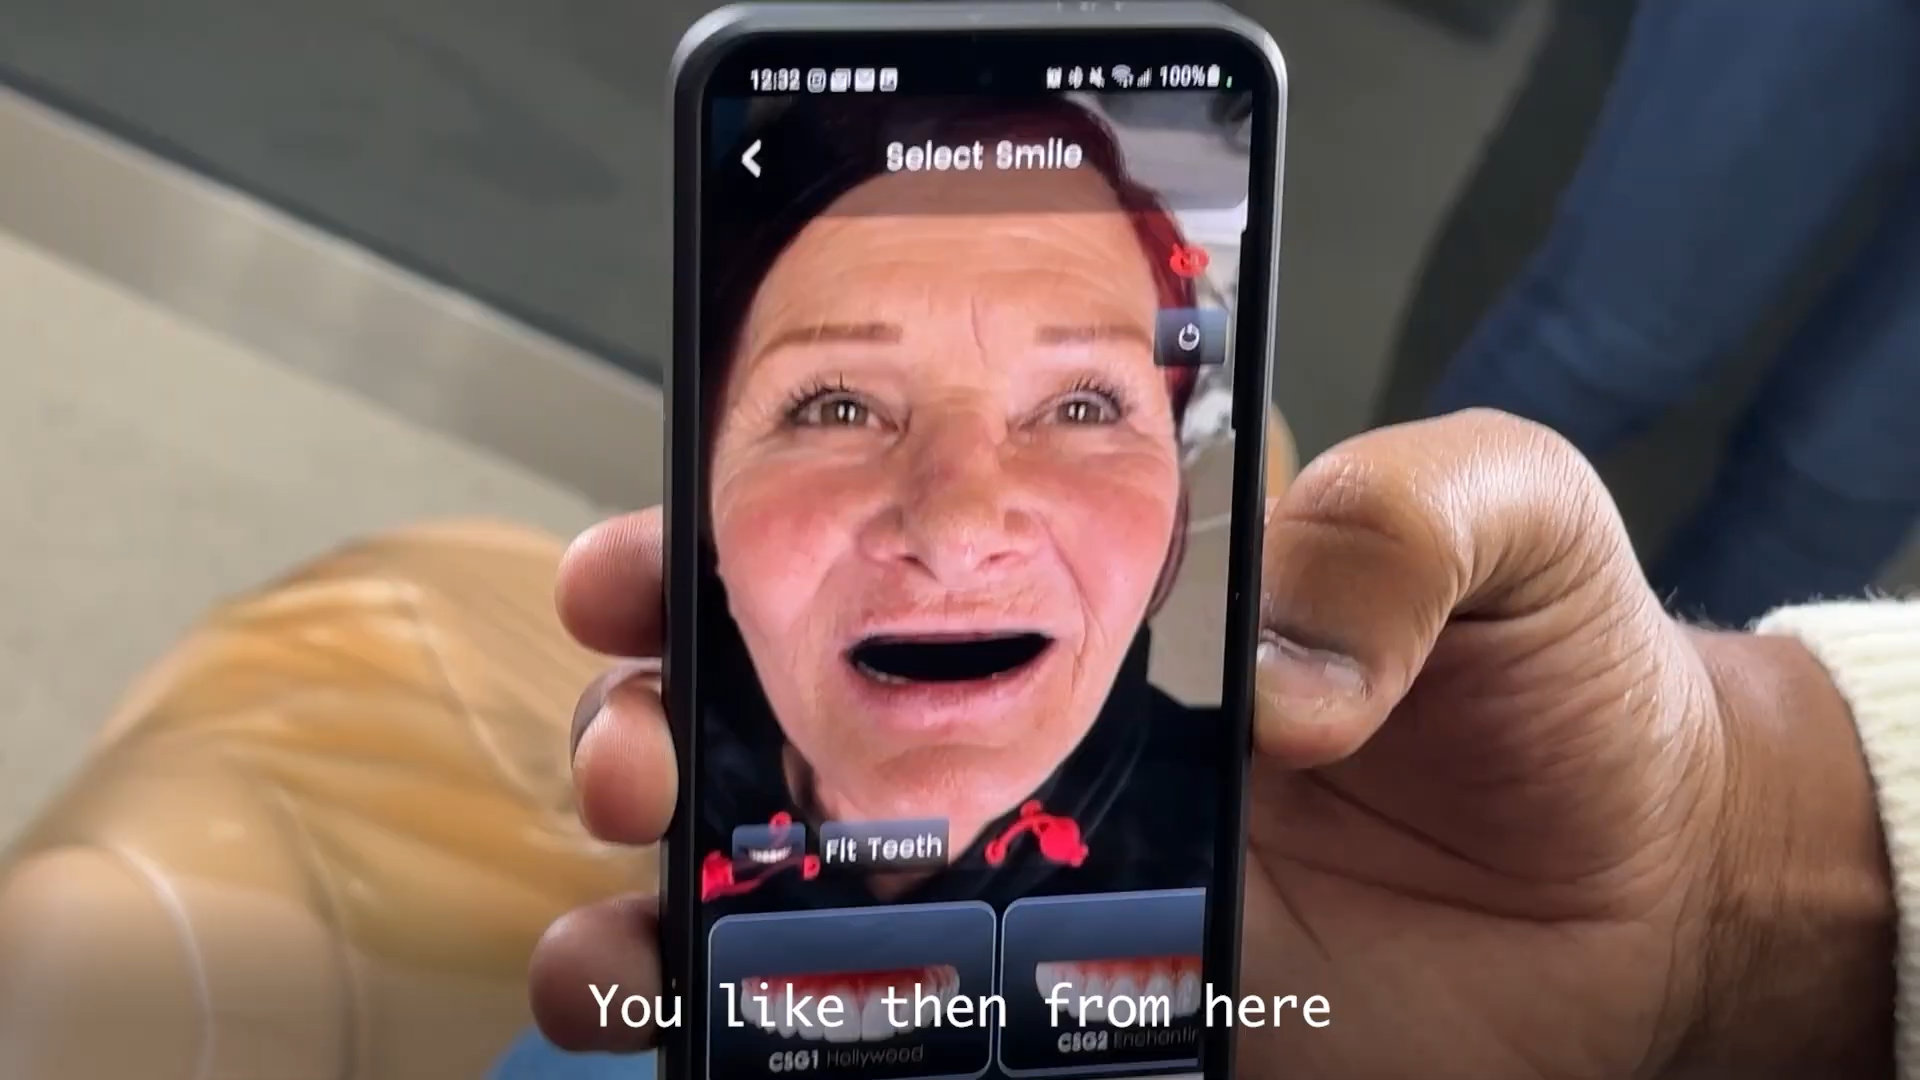 12:32
100%
Select Smile
Fit Teeth
CSG1 Hollywood
CSG2
You like then from here